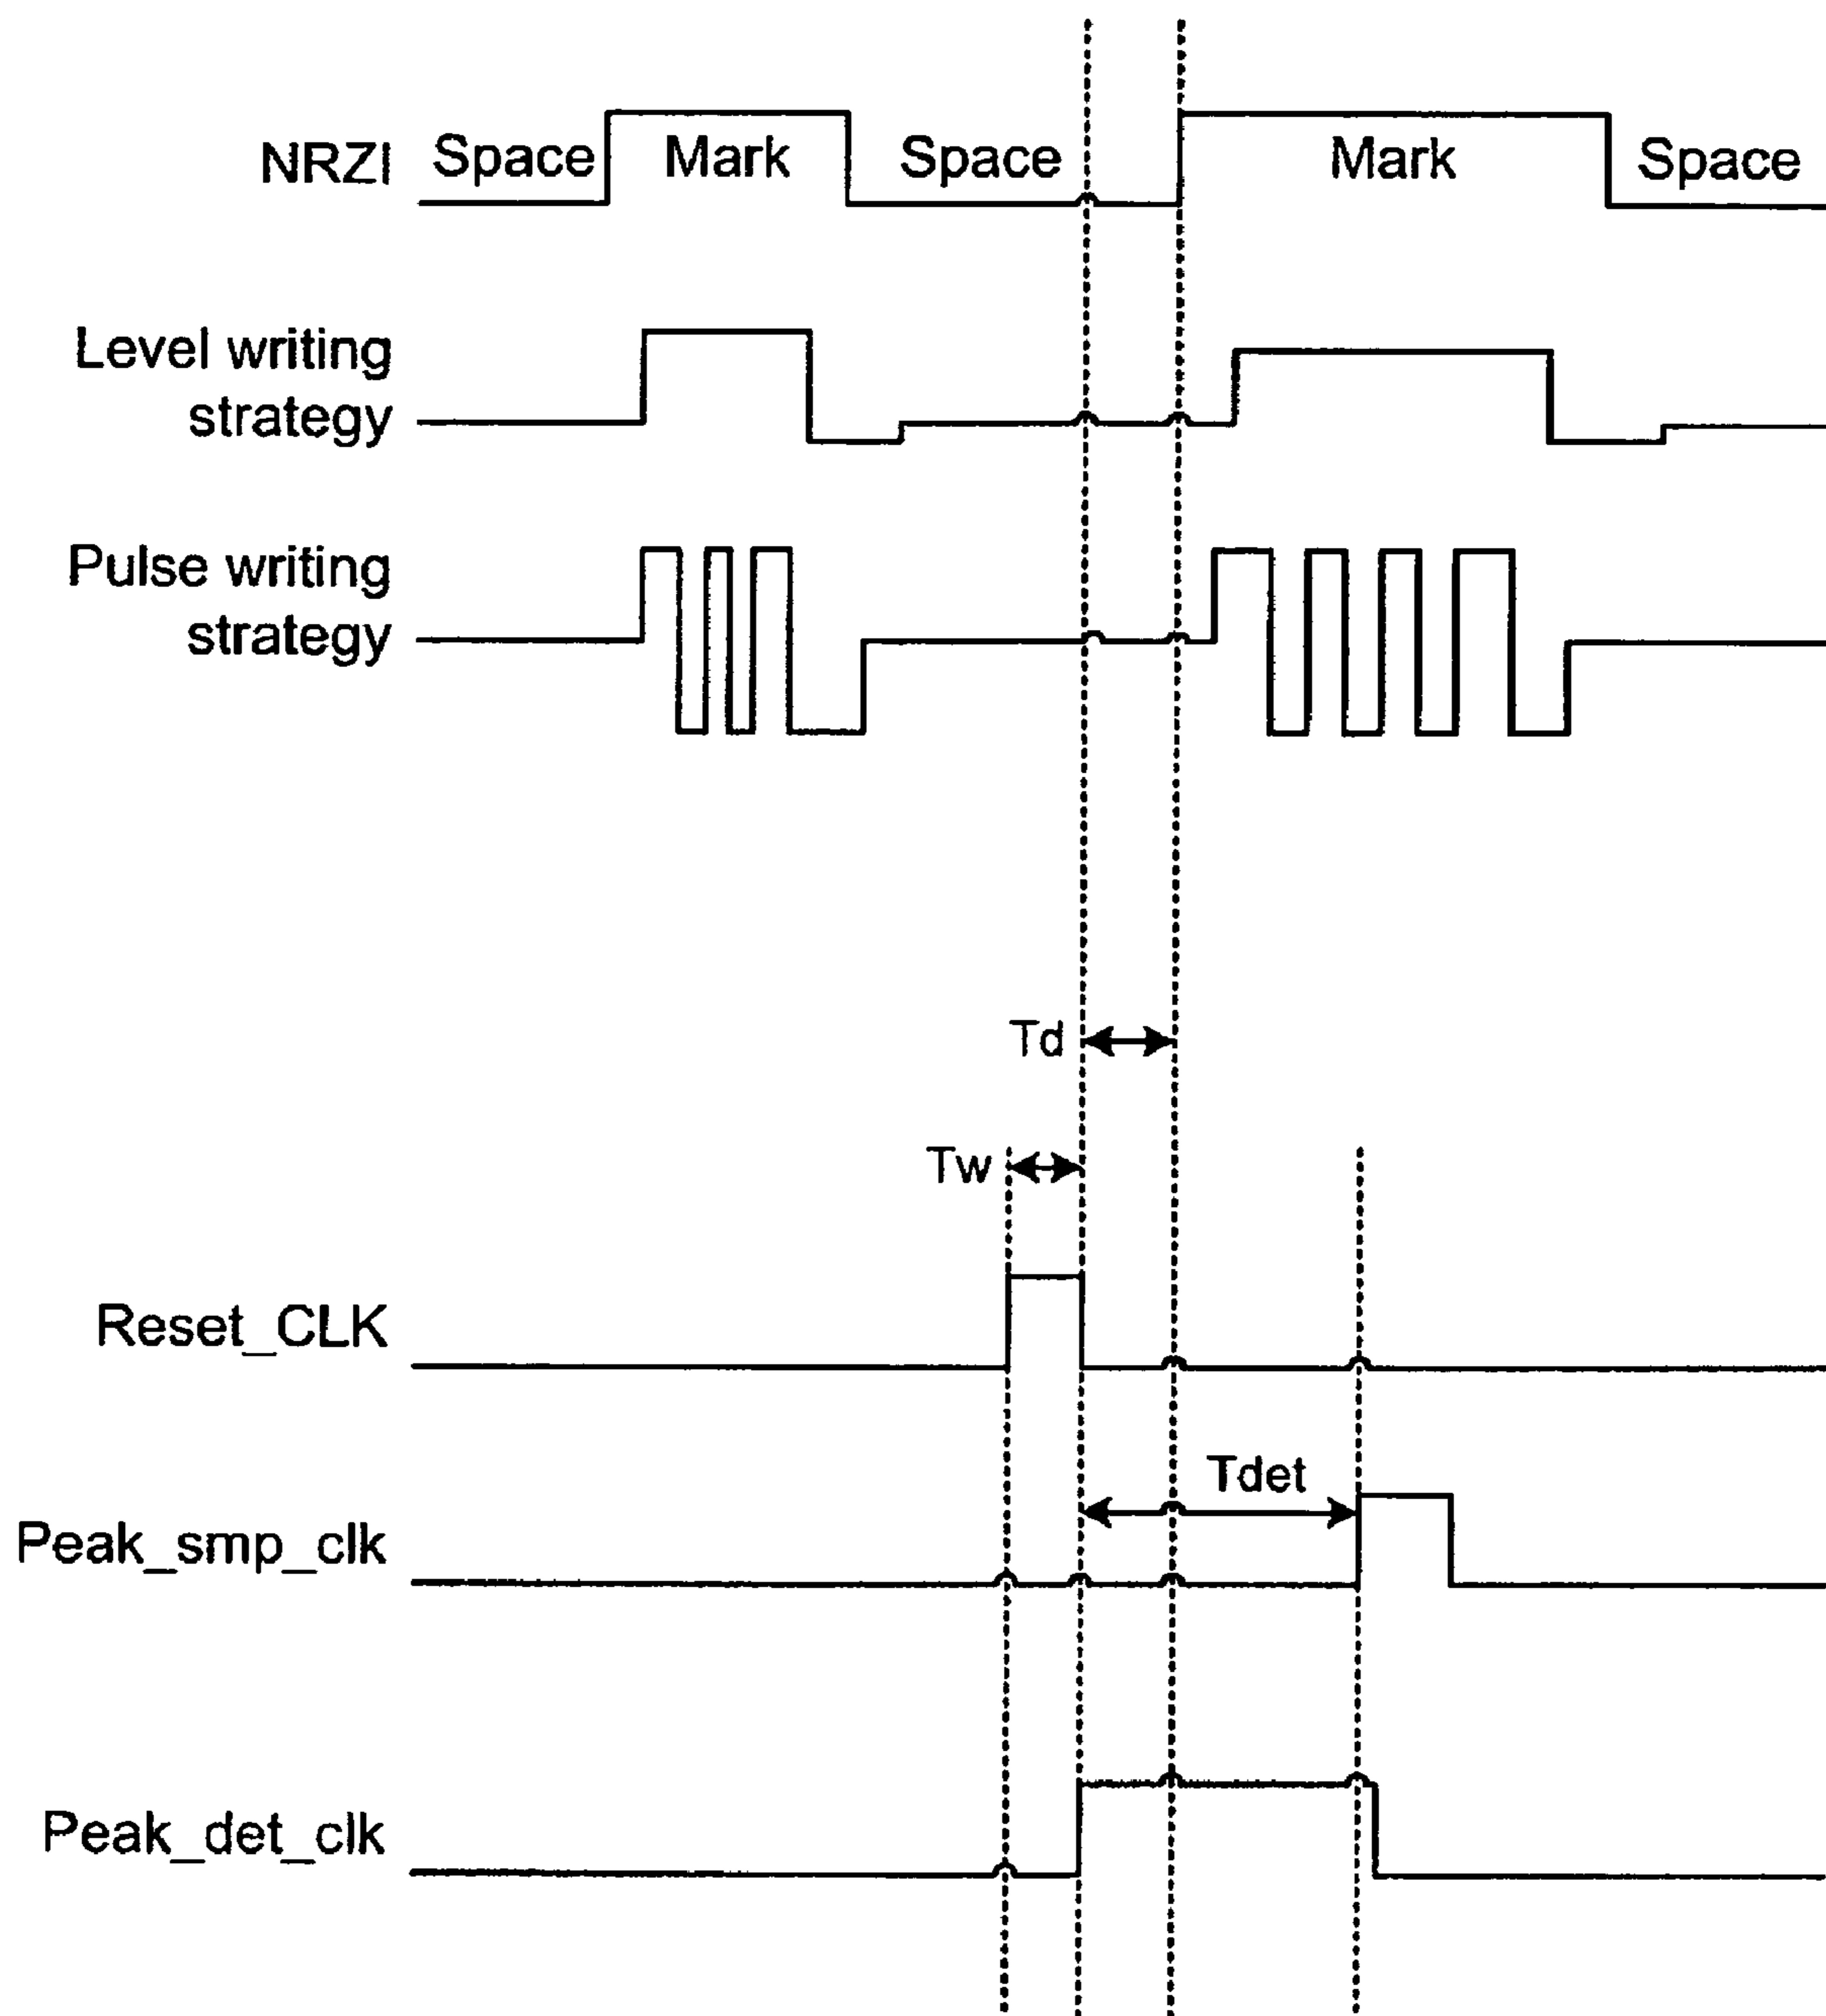 NRZI Space Mark Space Mark Space
Level writing
strategy
Pulse writing
strategy
Td
Tw
Reset_CLK
Tdet
Peak_smp_clk
Peak_det_clk